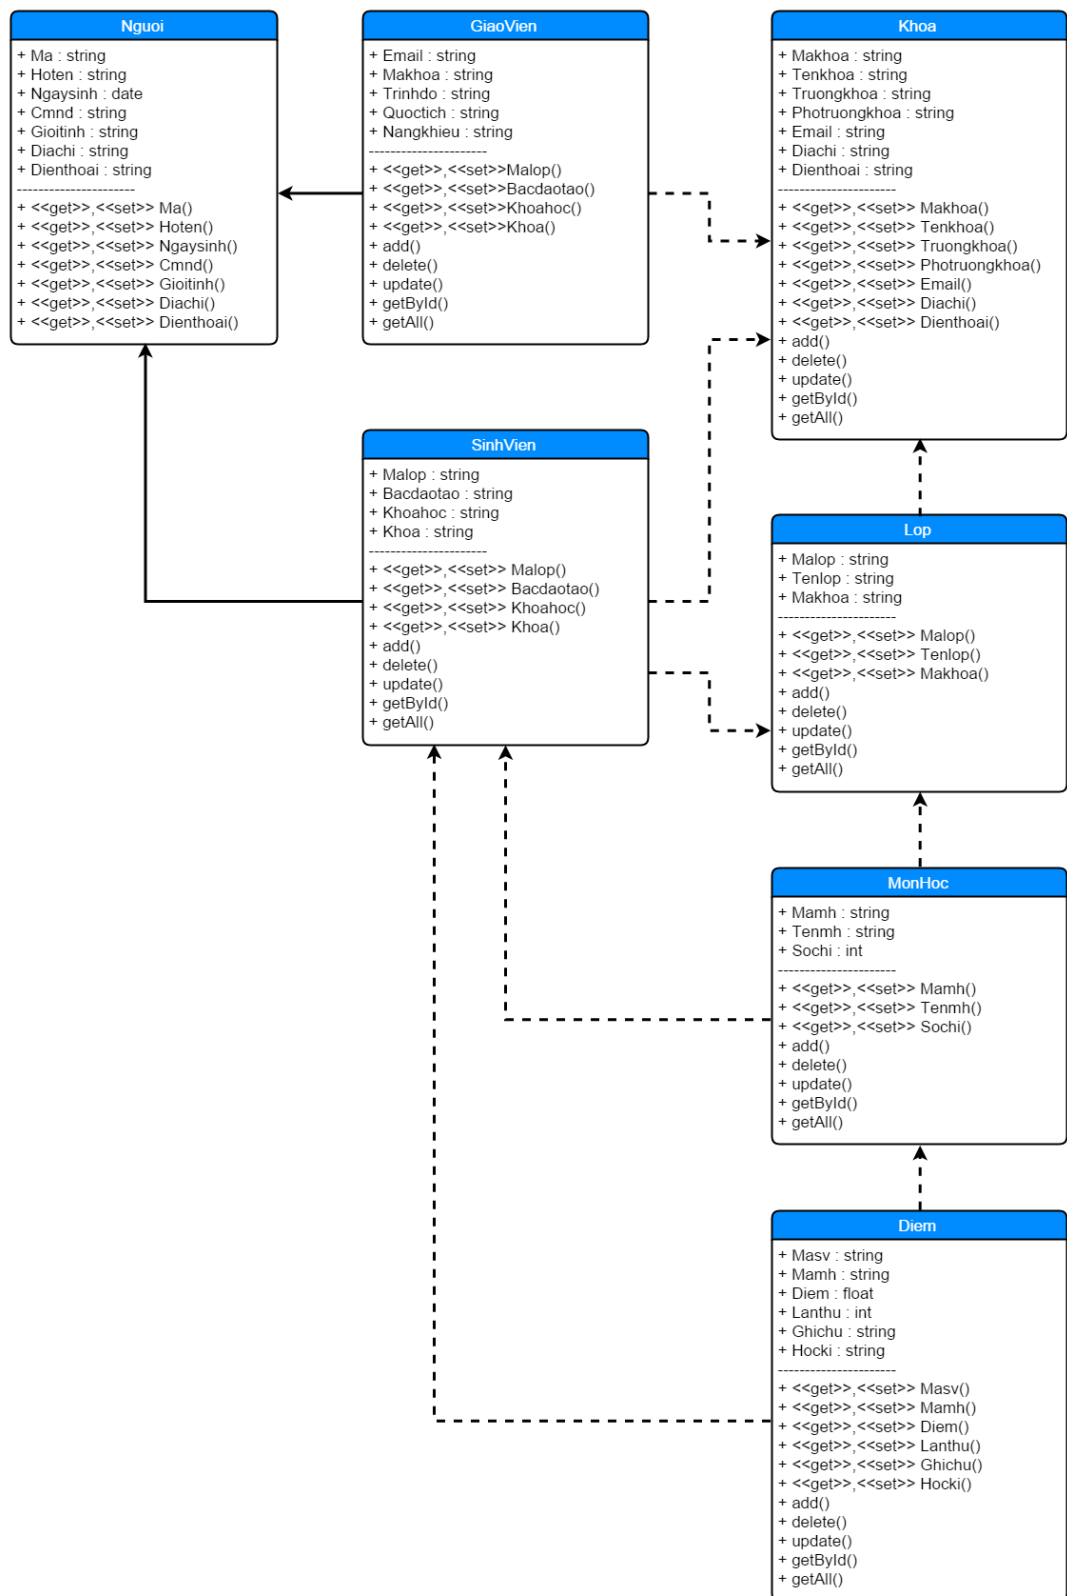 Nguoi
+ Ma : string
+ Hoten : string
+ Ngaysinh : date
+ Cmnd : string
+ Gioitinh : string
+ Diachi : string
+ Dienthoai : string
----------------------
+ <<get>>,<<set>> Ma()
+ <<get>>,<<set>> Hoten()
+ <<get>>,<<set>> Ngaysinh()
+ <<get>>,<<set>> Cmnd()
+ <<get>>,<<set>> Gioitinh()
+ <<get>>,<<set>> Diachi()
+ <<get>>,<<set>> Dienthoai()
GiaoVien
+ Email : string
+ Makhoa : string
+ Trinhdo : string
+ Quoctich : string
+ Nangkhieu : string
----------------------
+ <<get>>,<<set>>Malop()
+ <<get>>,<<set>>Bacdaotao()
+ <<get>>,<<set>>Khoahoc()
+ <<get>>,<<set>>Khoa()
+ add()
+ delete()
+ update()
+ getById()
+ getAll()
Khoa
+ Makhoa : string
+ Tenkhoa : string
+ Truongkhoa : string
+ Photruongkhoa : string
+ Email : string
+ Diachi : string
+ Dienthoai : string
----------------------
+ <<get>>,<<set>> Makhoa()
+ <<get>>,<<set>> Tenkhoa()
+ <<get>>,<<set>> Truongkhoa()
+ <<get>>,<<set>> Photruongkhoa()
+ <<get>>,<<set>> Email()
+ <<get>>,<<set>> Diachi()
+ <<get>>,<<set>> Dienthoai()
+ add()
+ delete()
+ update()
+ getById()
+ getAll()
SinhVien
+ Malop : string
+ Bacdaotao : string
+ Khoahoc : string
+ Khoa : string
----------------------
+ <<get>>,<<set>> Malop()
+ <<get>>,<<set>> Bacdaotao()
+ <<get>>,<<set>> Khoahoc()
+ <<get>>,<<set>> Khoa()
+ add()
+ delete()
+ update()
+ getById()
+ getAll()
Lop
+ Malop : string
+ Tenlop : string
+ Makhoa : string
----------------------
+ <<get>>,<<set>> Malop()
+ <<get>>,<<set>> Tenlop()
+ <<get>>,<<set>> Makhoa()
+ add()
+ delete()
+ update()
+ getById()
+ getAll()
MonHoc
+ Mamh : string
+ Tenmh : string
+ Sochi : int
----------------------
+ <<get>>,<<set>> Mamh()
+ <<get>>,<<set>> Tenmh()
+ <<get>>,<<set>> Sochi()
+ add()
+ delete()
+ update()
+ getById()
+ getAll()
Diem
+ Masv : string
+ Mamh : string
+ Diem : float
+ Lanthu : int
+ Ghichu : string
+ Hocki : string
----------------------
+ <<get>>,<<set>> Masv()
+ <<get>>,<<set>> Mamh()
+ <<get>>,<<set>> Diem()
+ <<get>>,<<set>> Lanthu()
+ <<get>>,<<set>> Ghichu()
+ <<get>>,<<set>> Hocki()
+ add()
+ delete()
+ update()
+ getById()
+ getAll()